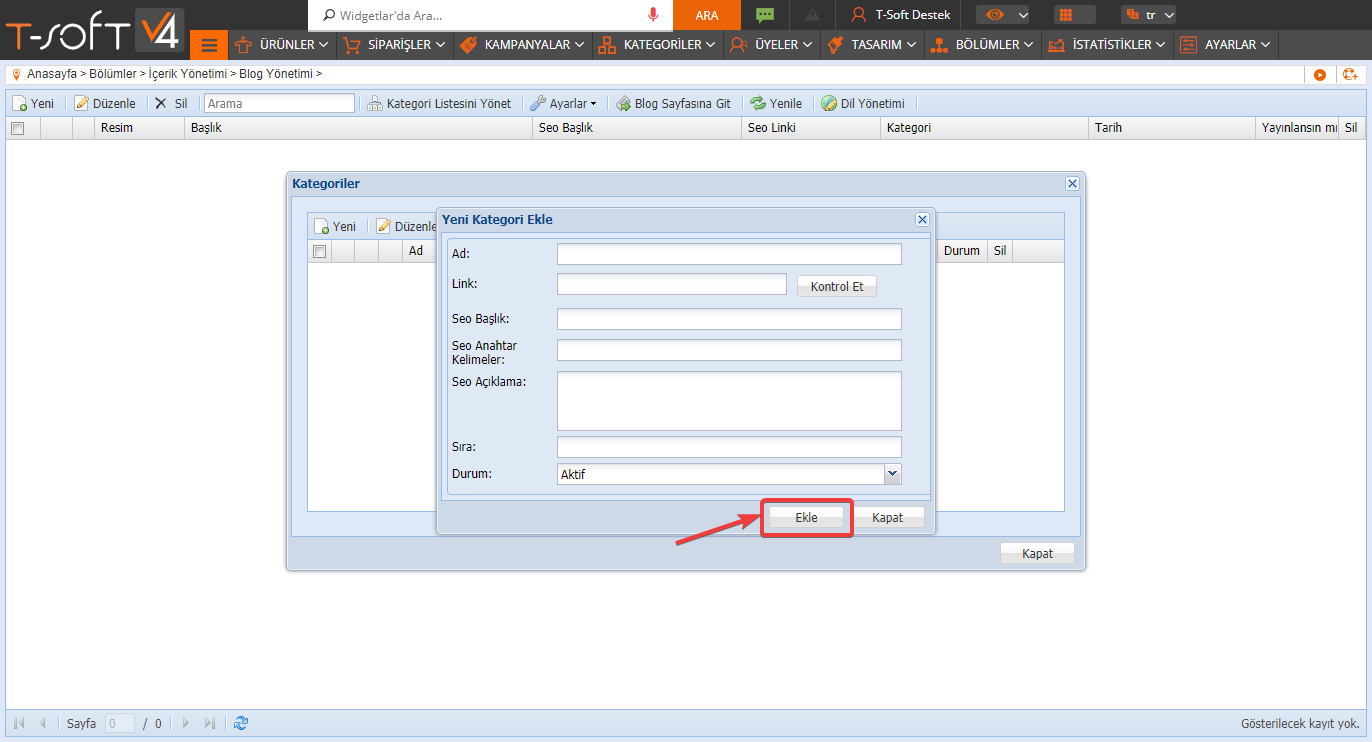 T-SOFT V4
Widgetlar'da Ara...
ARA
T-Soft Destek
tr
ÜRÜNLER
SİPARİŞLER
KAMPANYALAR
KATEGORİLER
ÜYELER
TASARIM
BÖLÜMLER
İSTATİSTİKLER
AYARLAR
Anasayfa > Bölümler > İçerik Yönetimi > Blog Yönetimi >
Yeni
Düzenle
Sil
Arama
Kategori Listesini Yönet
Ayarlar
Blog Sayfasına Git
Yenile
Dil Yönetimi
Resim
Başlık
Seo Başlık
Seo Linki
Kategori
Tarih
Yayınlansın mı
Sil
Kategoriler
Yeni
Düzenle
Ad
Durum
Sil
Yeni Kategori Ekle
Ad:
Link:
Kontrol Et
Seo Başlık:
Seo Anahtar
Kelimeler:
Seo Açıklama:
Sıra:
Durum:
Aktif
Ekle
Kapat
Kapat
Sayfa 0 / 0
Gösterilecek kayıt yok.